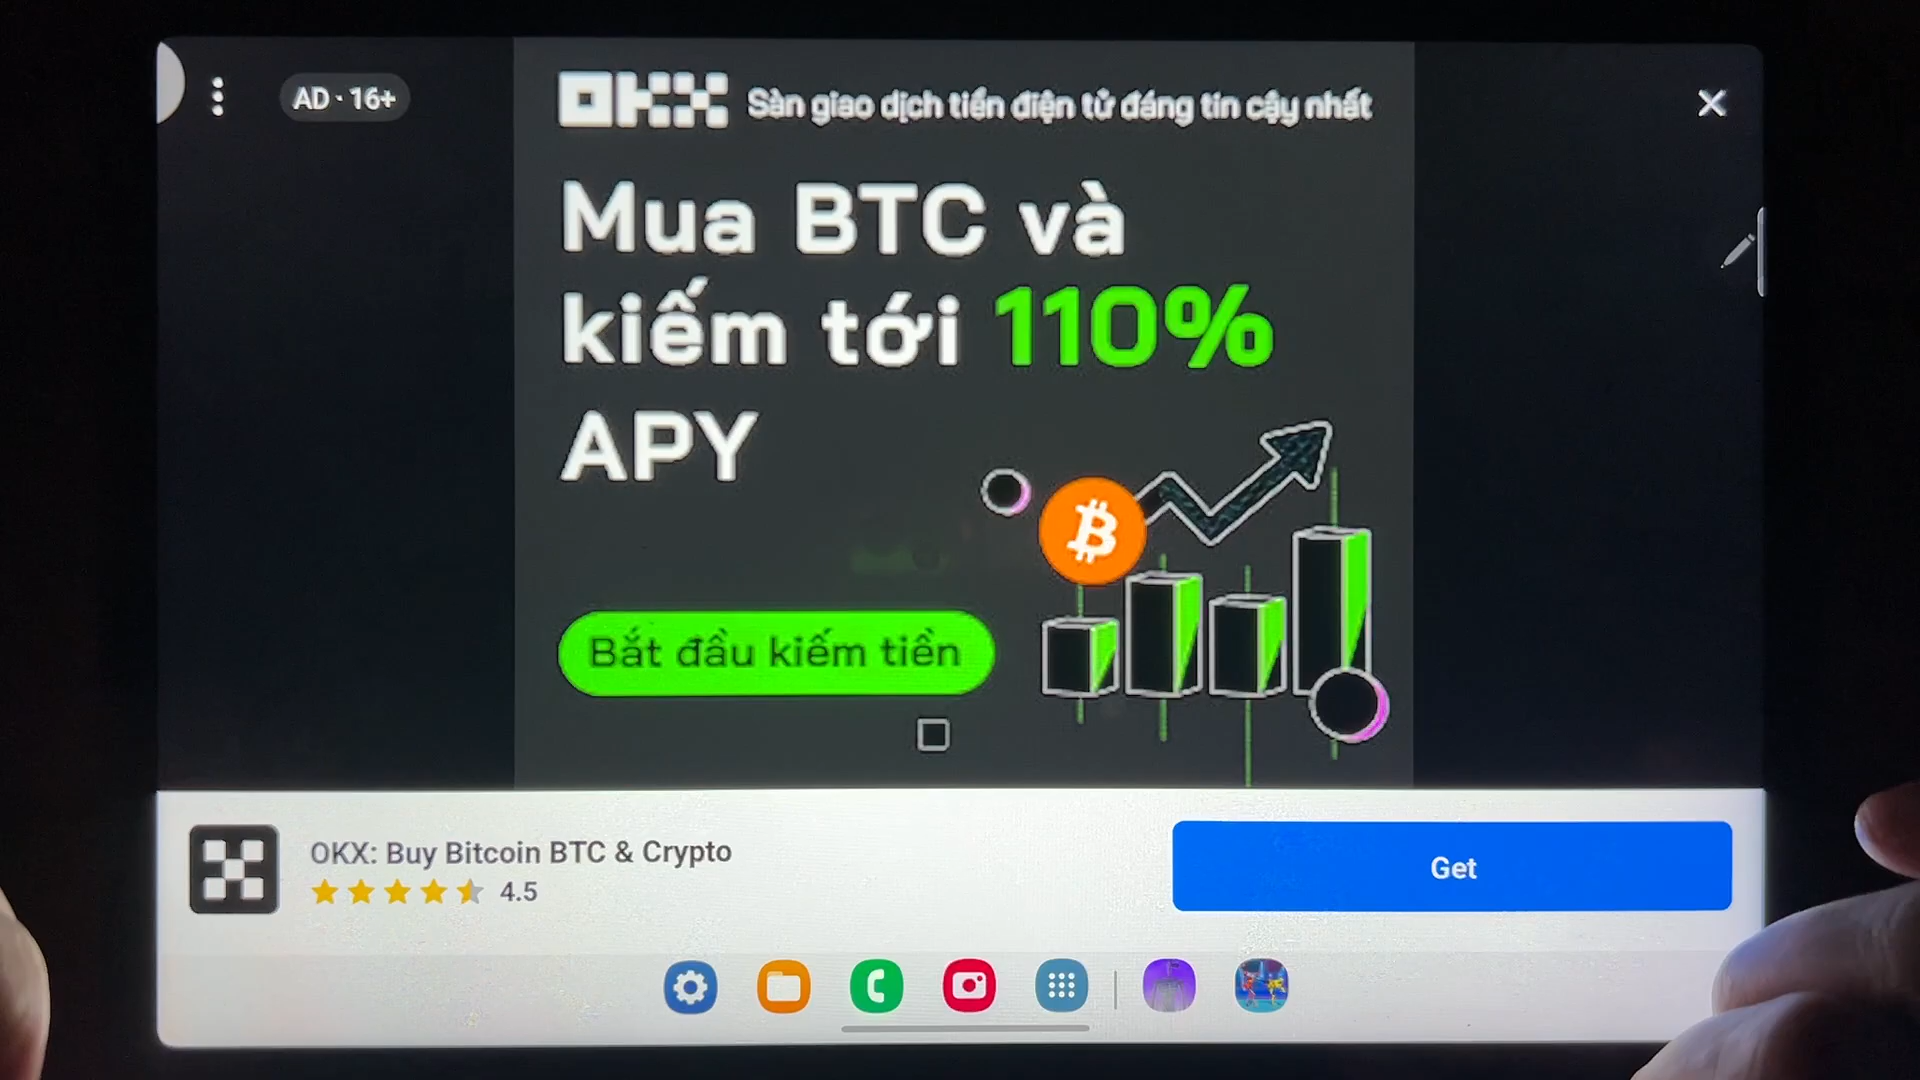 AD · 16+
OKX Sàn giao dịch tiền điện tử đáng tin cậy nhất
Mua BTC và
kiếm tới 110%
APY
Bắt đầu kiếm tiền
OKX: Buy Bitcoin BTC & Crypto
4.5
Get